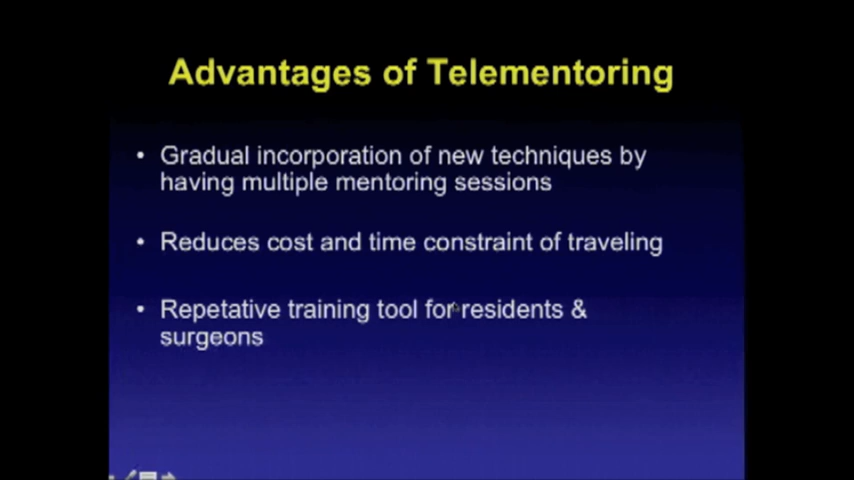 Advantages of Telementoring
• Gradual incorporation of new techniques by
having multiple mentoring sessions
• Reduces cost and time constraint of traveling
• Repetative training tool for residents &
surgeons